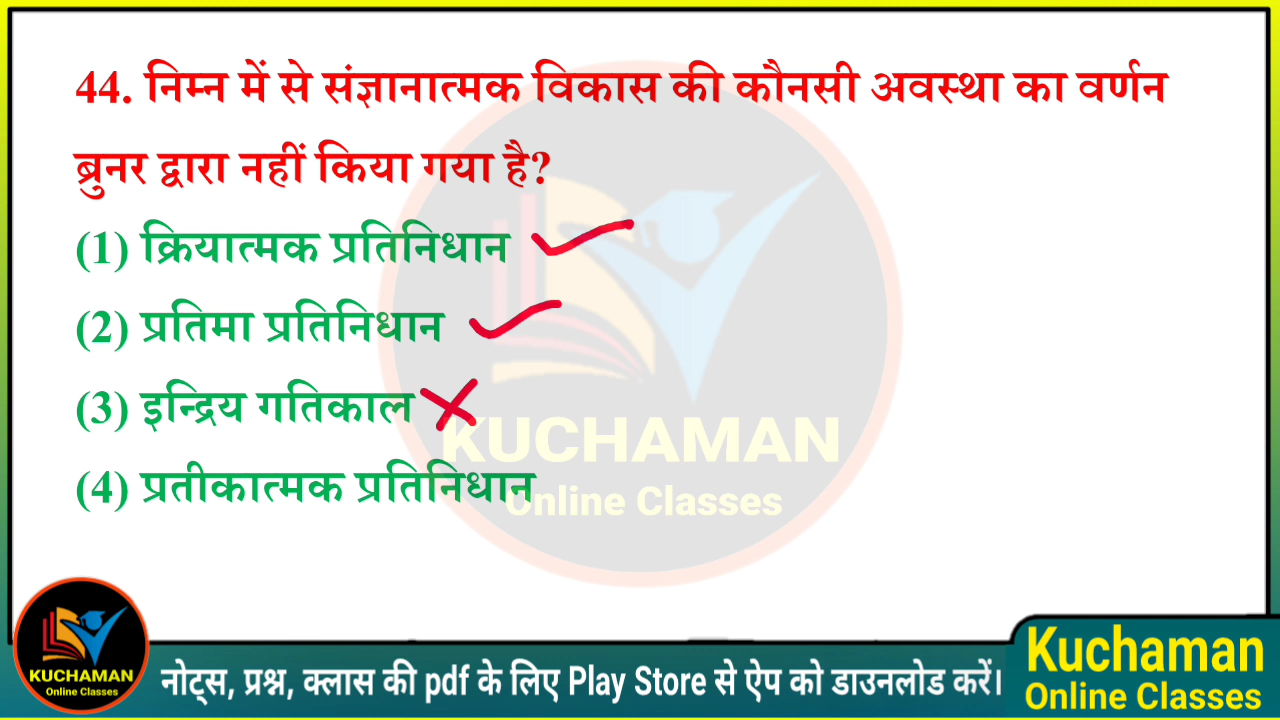 44. निम्न में से संज्ञानात्मक विकास की कौनसी अवस्था का वर्णन
ब्रुनर द्वारा नहीं किया गया है?
(1) क्रियात्मक प्रतिनिधान
(2) प्रतिमा प्रतिनिधान
(3) इन्द्रिय गतिकाल
(4) प्रतीकात्मक प्रतिनिधान
KUCHAMAN
Online Classes
KUCHAMAN
Online Classes
नोट्स, प्रश्न, क्लास की pdf के लिए Play Store से ऐप को डाउनलोड करें।
Kuchaman
Online Classes